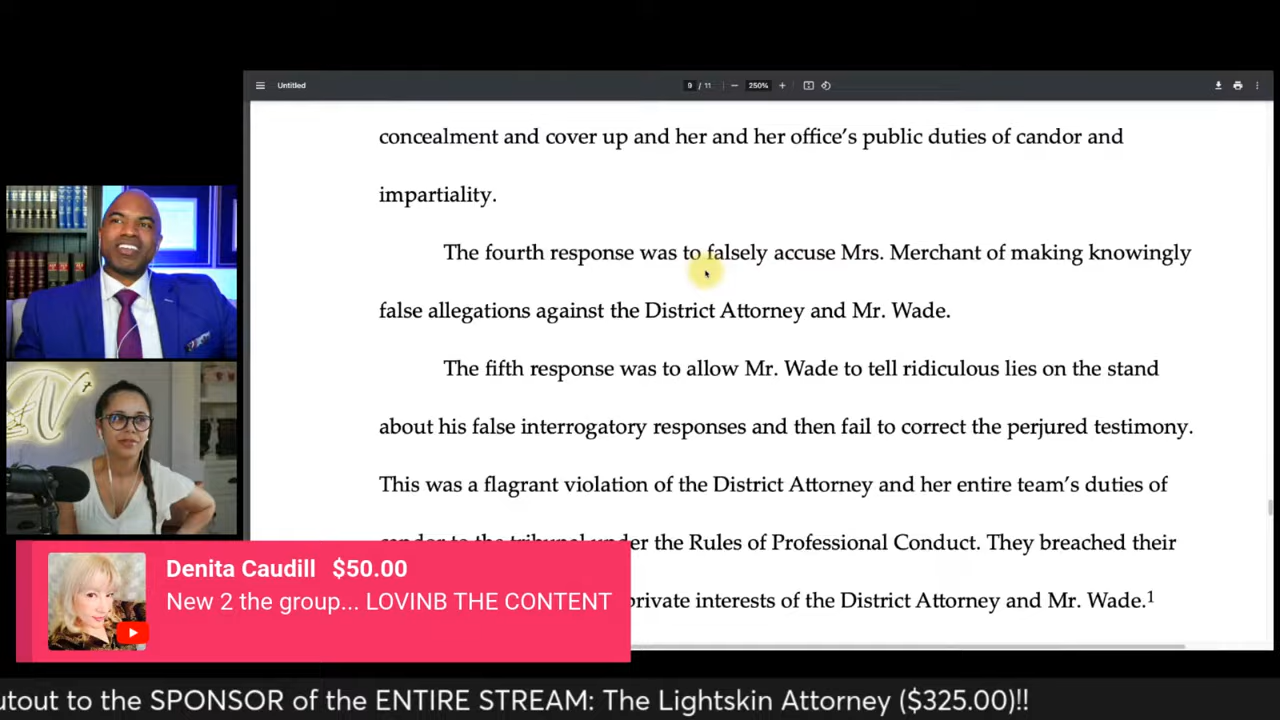 Untitled
9 / 11
250%
concealment and cover up and her and her office's public duties of candor and
impartiality.
The fourth response was to falsely accuse Mrs. Merchant of making knowingly
false allegations against the District Attorney and Mr. Wade.
The fifth response was to allow Mr. Wade to tell ridiculous lies on the stand
about his false interrogatory responses and then fail to correct the perjured testimony.
This was a flagrant violation of the District Attorney and her entire team's duties of
candor to the tribunal under the Rules of Professional Conduct. They breached their
private interests of the District Attorney and Mr. Wade.1
Denita Caudill $50.00
New 2 the group... LOVINB THE CONTENT
utout to the SPONSOR of the ENTIRE STREAM: The Lightskin Attorney ($325.00)!!